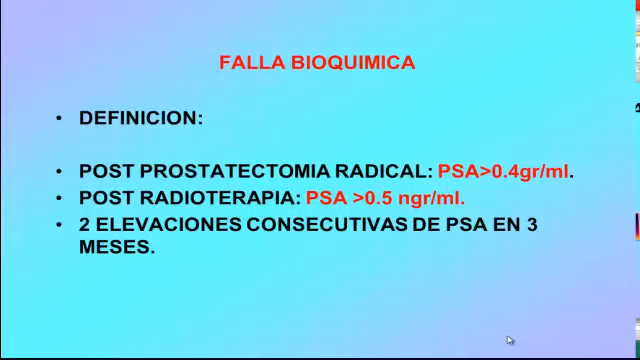 FALLA BIOQUIMICA
• DEFINICION:
• POST PROSTATECTOMIA RADICAL: PSA>0.4gr/ml.
• POST RADIOTERAPIA: PSA >0.5 ngr/ml.
• 2 ELEVACIONES CONSECUTIVAS DE PSA EN 3
MESES.